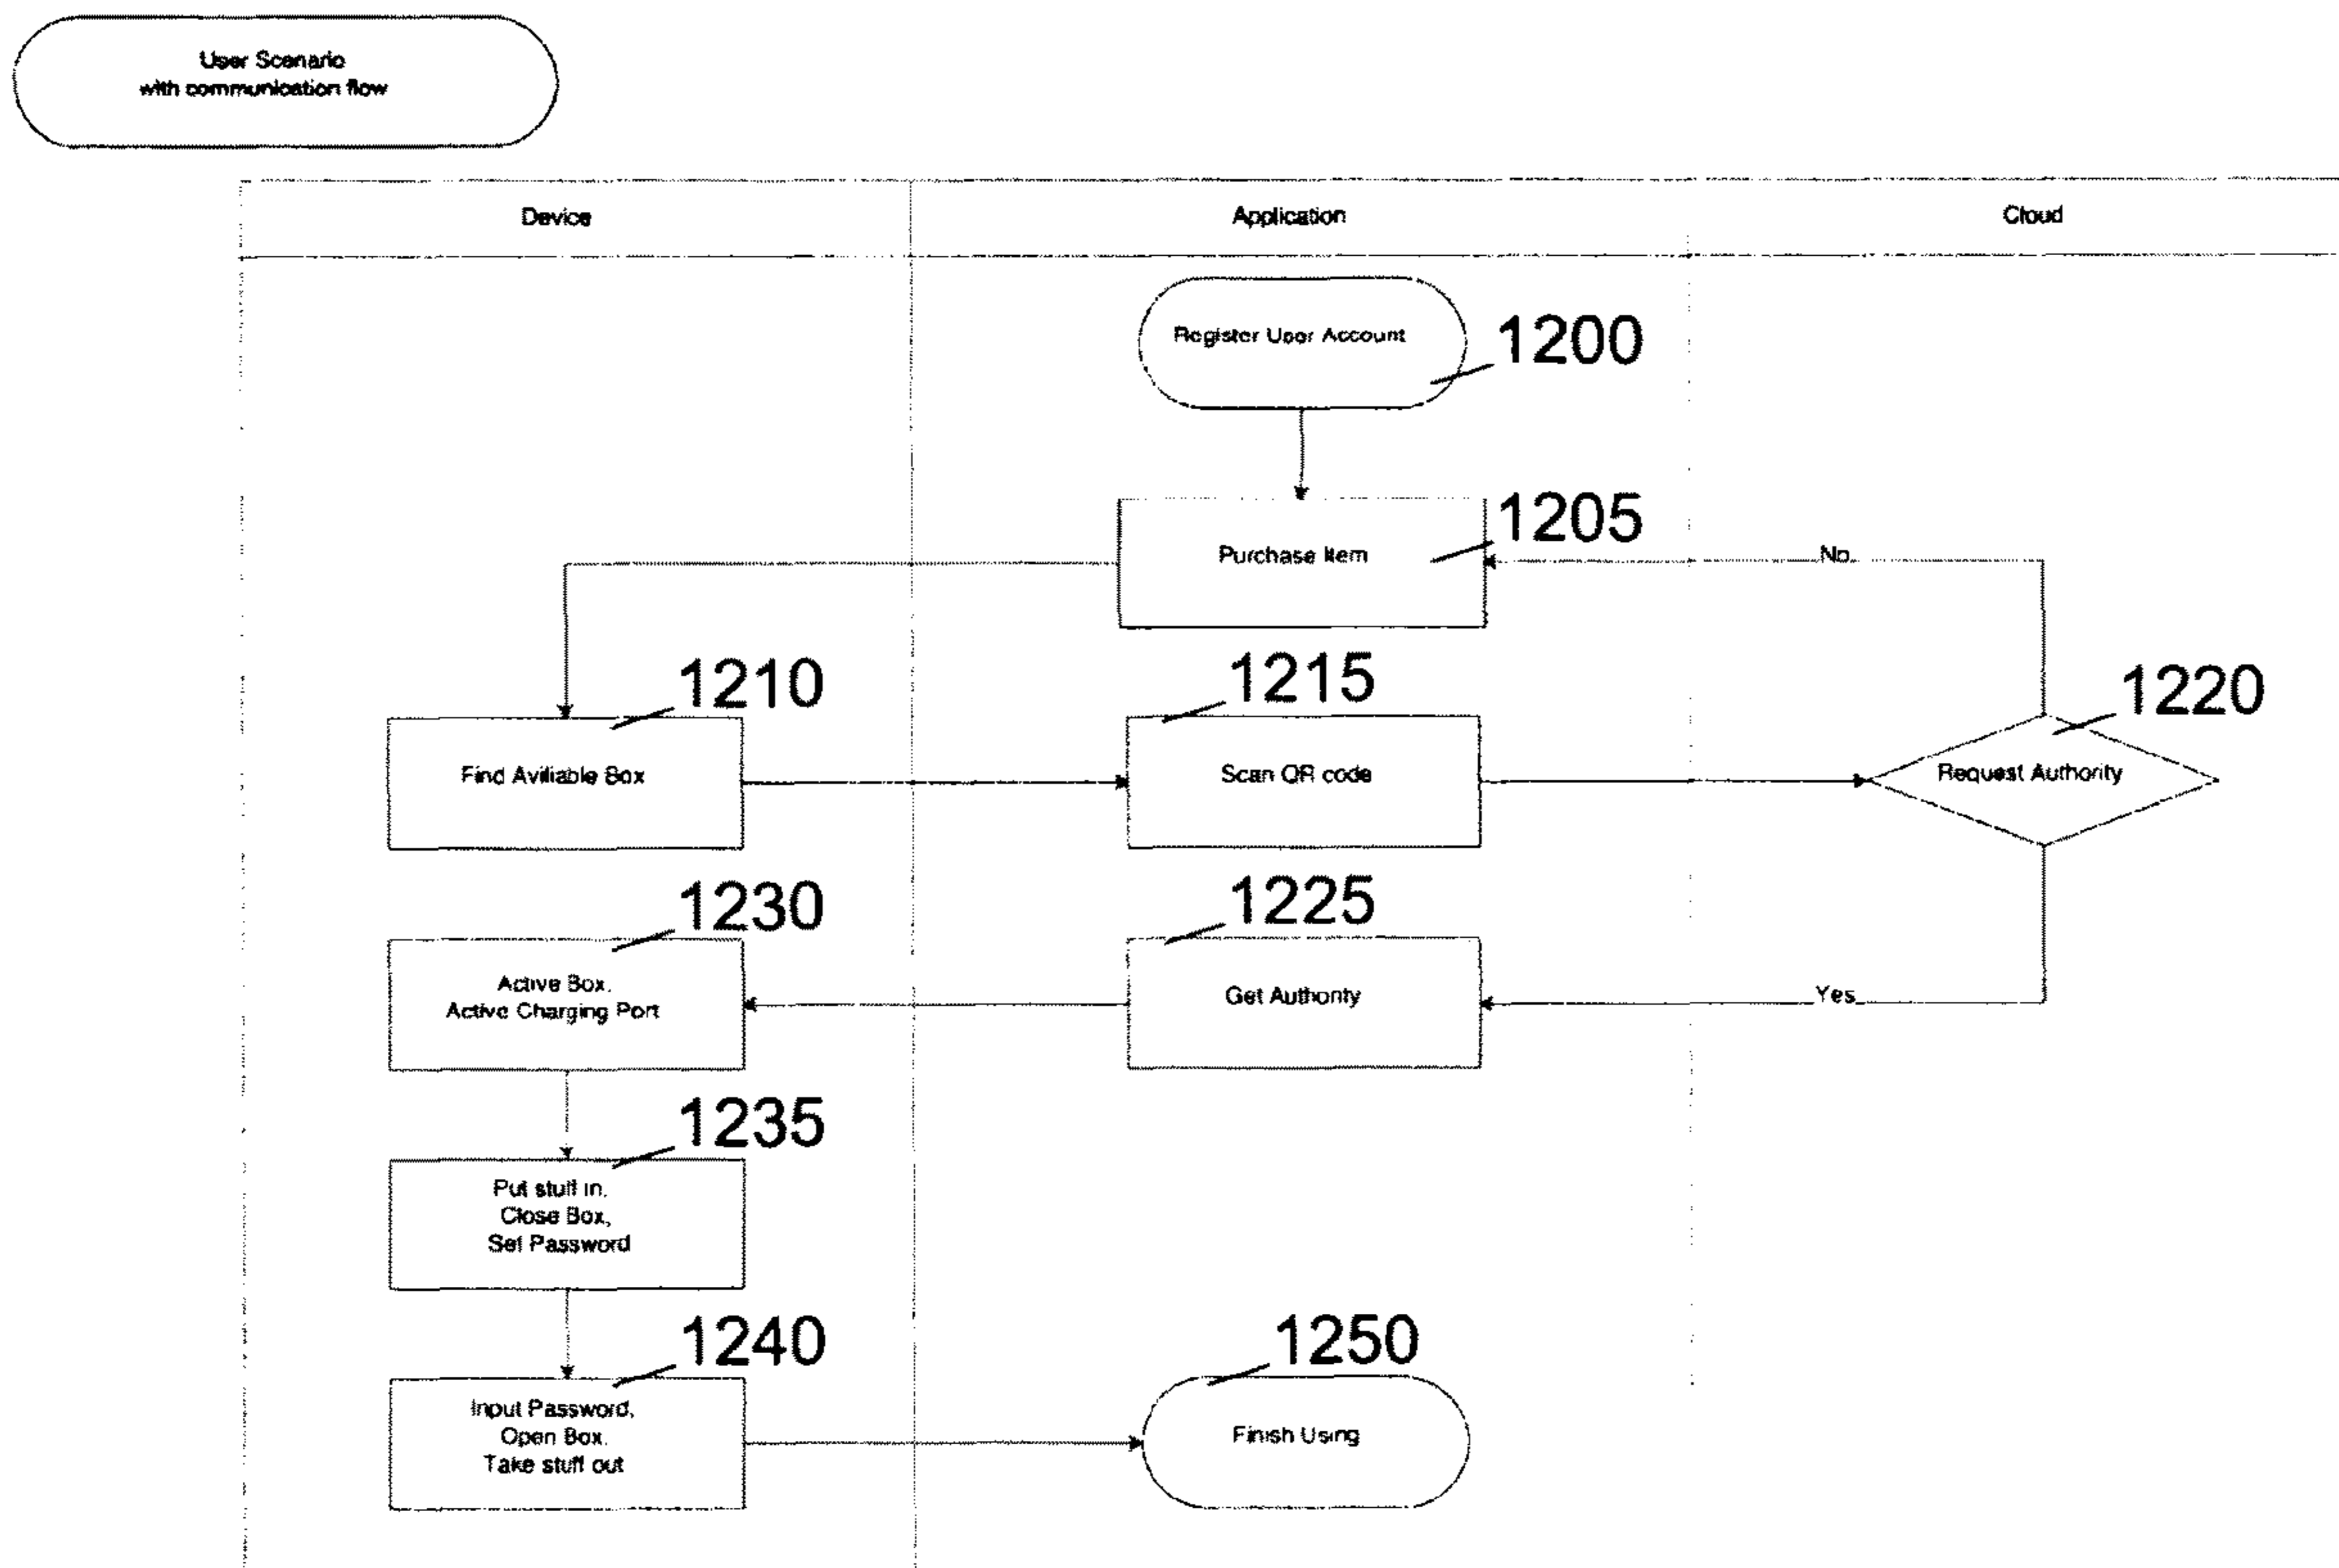 User Scenario
with communication flow
Device
Application
Cloud
Register User Account
1200
Purchase Item
1205
No
1210
Find Aviliable Box
1215
Scan QR code
1220
Request Authority
1230
Active Box,
Active Charging Port
1225
Get Authority
Yes
1235
Put stuff in,
Close Box,
Set Password
1240
Input Password,
Open Box,
Take stuff out
1250
Finish Using